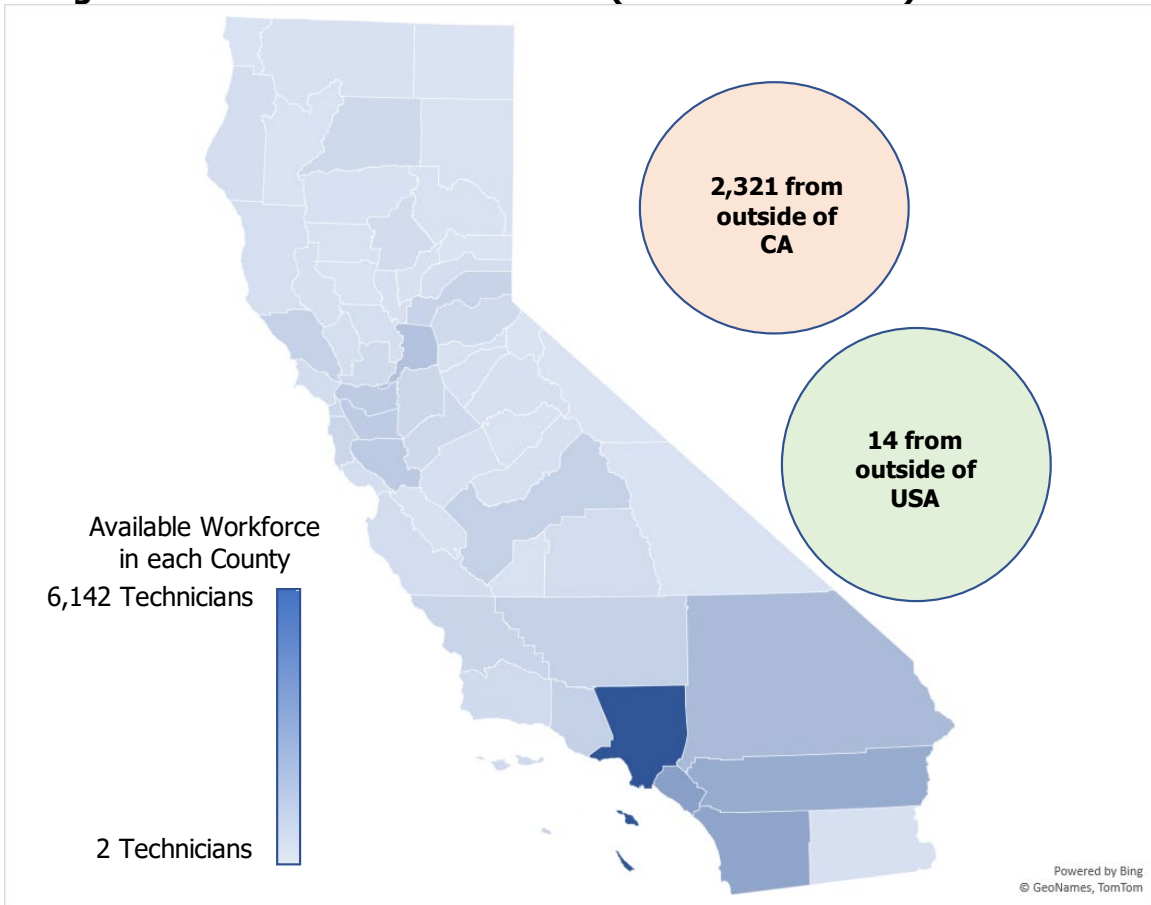 2,321 from
outside of
CA
14 from
outside of
USA
Available Workforce
in each County
6,142 Technicians
2 Technicians
Powered by Bing
© GeoNames, TomTom